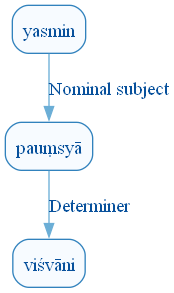 yasmin
Nominal subject
pauṃsyā
Determiner
viśvāni